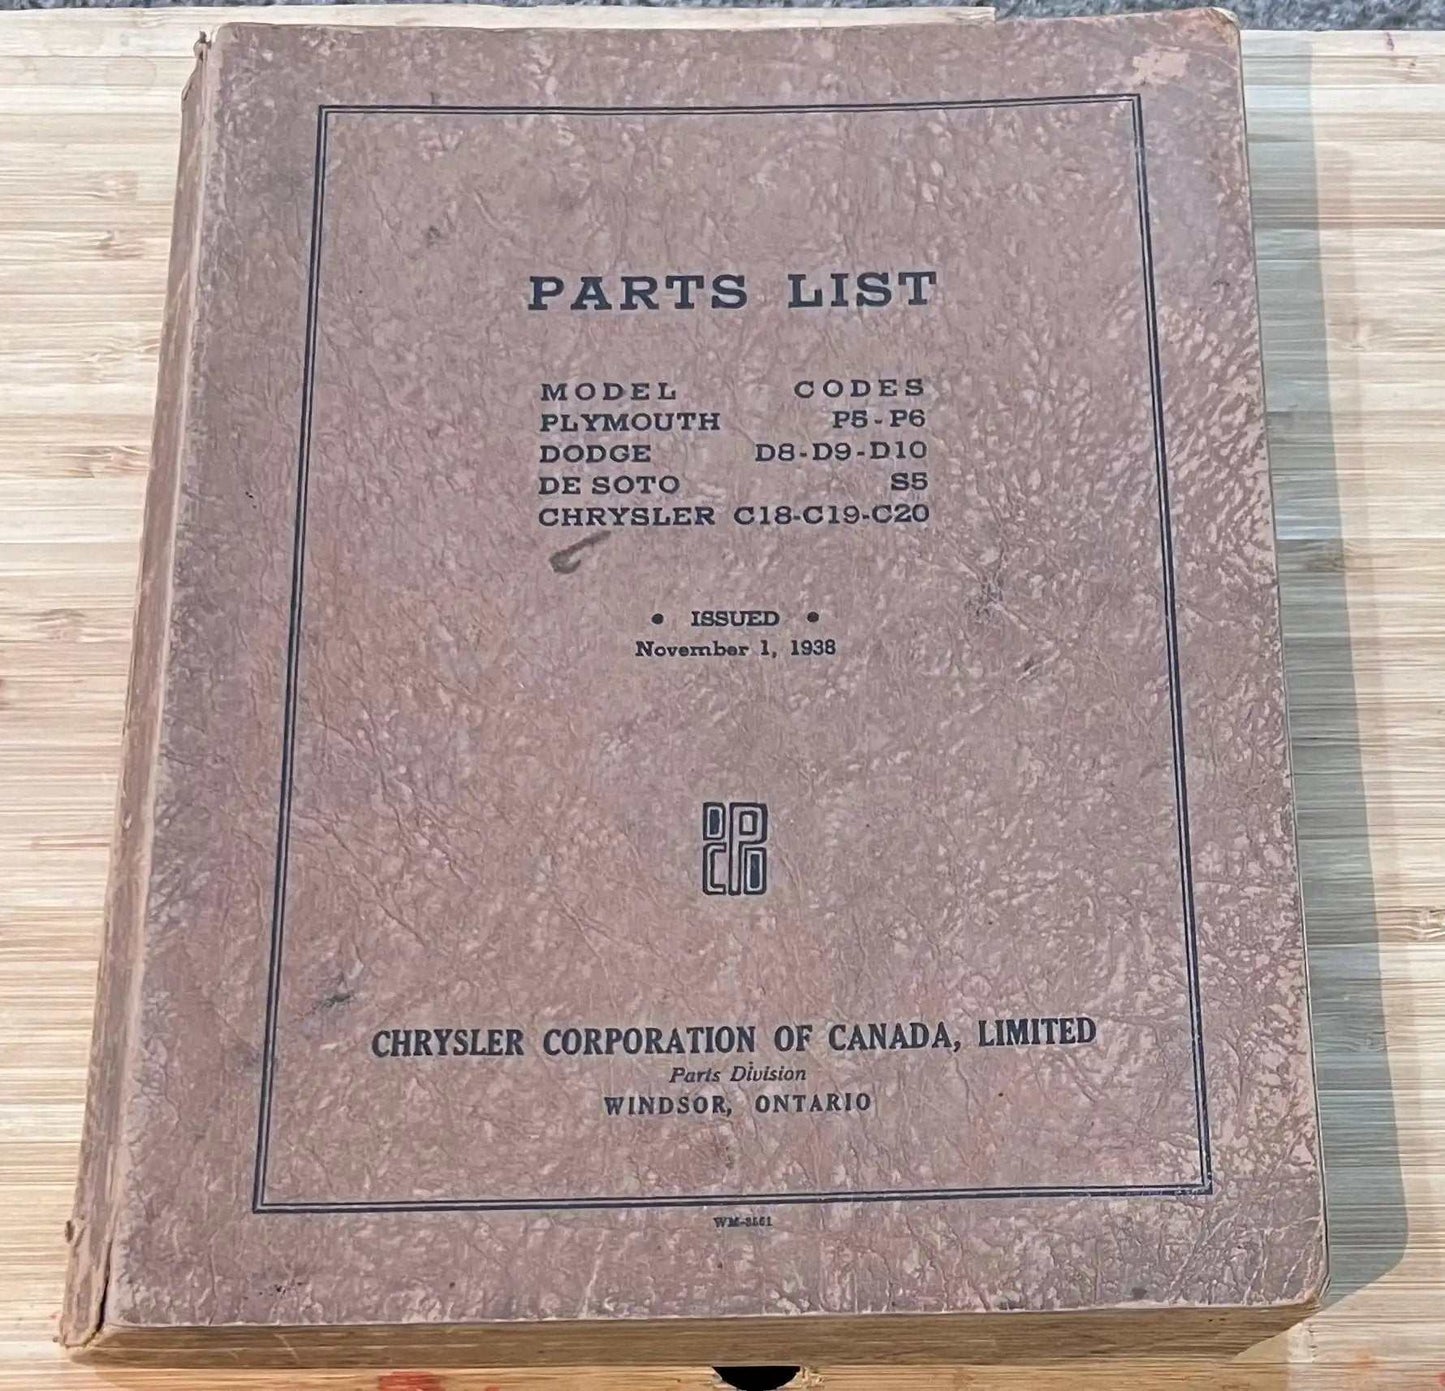 PARTS LIST
MODEL CODES
PLYMOUTH P5-P6
DODGE D8-D9-D10
DE SOTO S5
CHRYSLER C18-C19-C20
• ISSUED •
November 1, 1938
DPCD
CHRYSLER CORPORATION OF CANADA, LIMITED
Parts Division
WINDSOR, ONTARIO